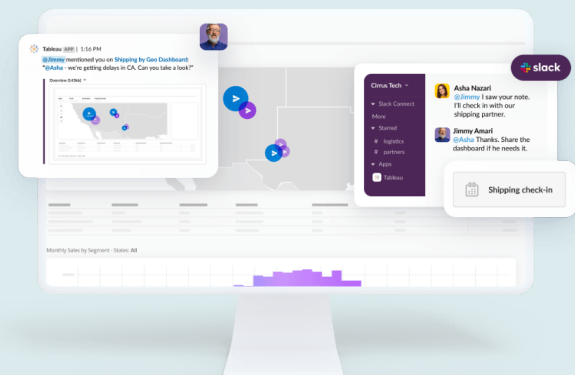 Tableau APP | 1:16 PM
@Jimmy mentioned you on Shipping by Geo Dashboard:
"@Asha - we're getting delays in CA. Can you take a look?"
Monthly Sales by Segment - States: All
slack
Cirrus Tech
Slack Connect
More
Starred
# logistics
# partners
Apps
Tableau
Asha Nazari
@Jimmy I saw your note.
I'll check in with our
shipping partner.
Jimmy Amari
@Asha Thanks. Share the
dashboard if he needs it.
Shipping check-in